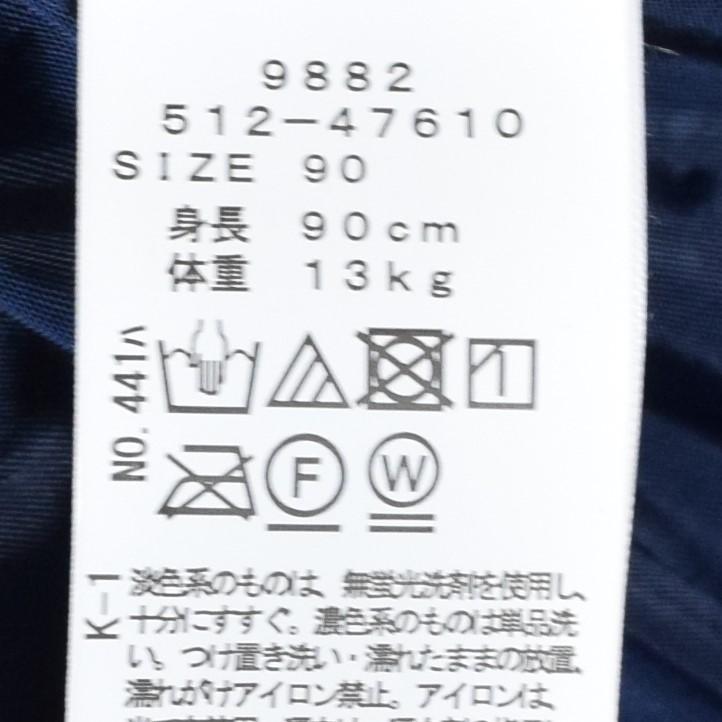 9882
512-47610
SIZE 90
身長 90cm
体重 13kg
NO. 441ハ
F W
K-1
淡色系のものは、無蛍光洗剤を使用し、
十分にすすぐ。濃色系のものは単品洗
い。つけ置き洗い・濡れたままの放置、
濡れがけアイロン禁止。アイロンは、